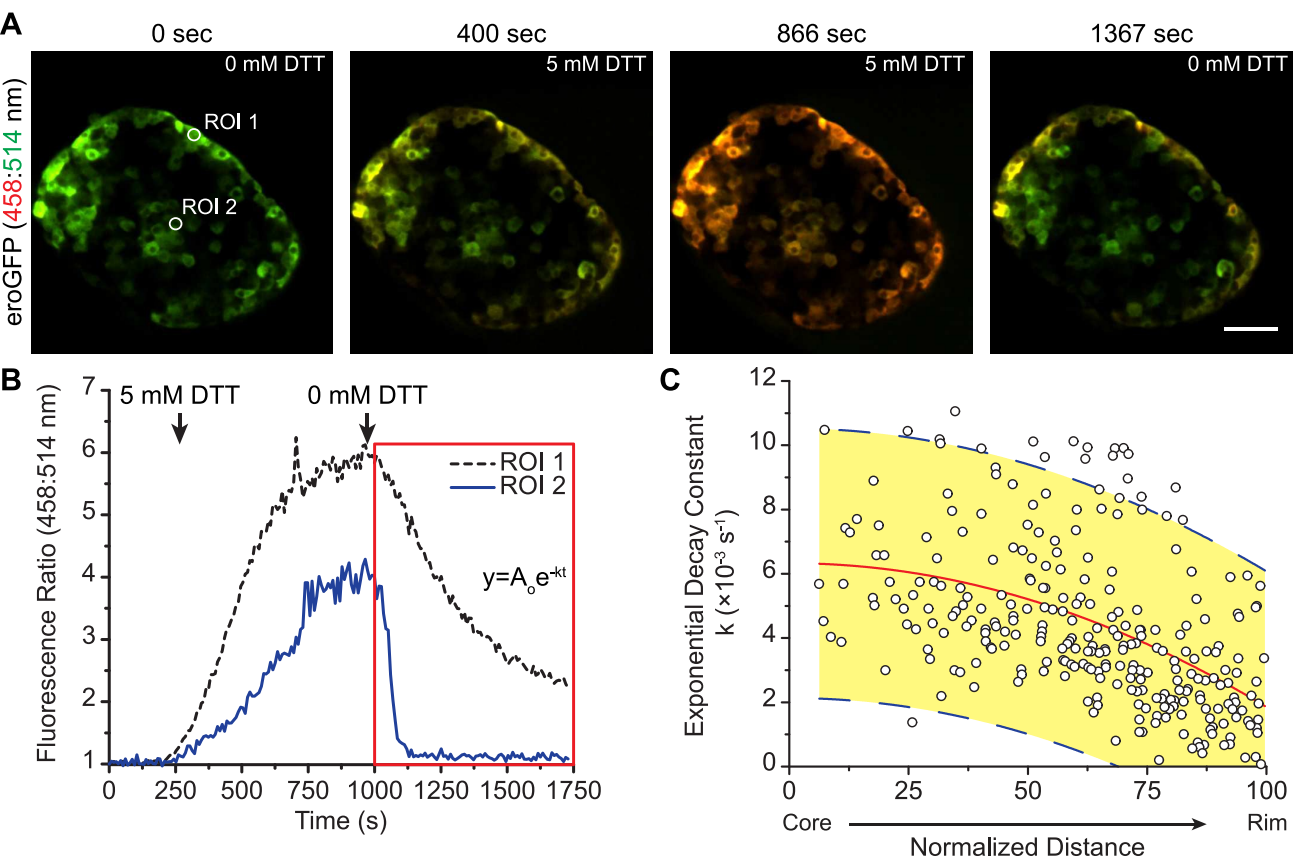 A
0 sec
400 sec
866 sec
1367 sec
0 mM DTT
5 mM DTT
5 mM DTT
0 mM DTT
eroGFP (458:514 nm)
ROI 1
ROI 2
B
5 mM DTT
0 mM DTT
Fluorescence Ratio (458:514 nm)
7
6
5
4
3
2
1
ROI 1
ROI 2
y=Aₒe⁻ᵏᵗ
0 250 500 750 1000 1250 1500 1750
Time (s)
C
Exponential Decay Constant
k (×10⁻³ s⁻¹)
12
10
8
6
4
2
0
0 25 50 75 100
Core Rim
Normalized Distance